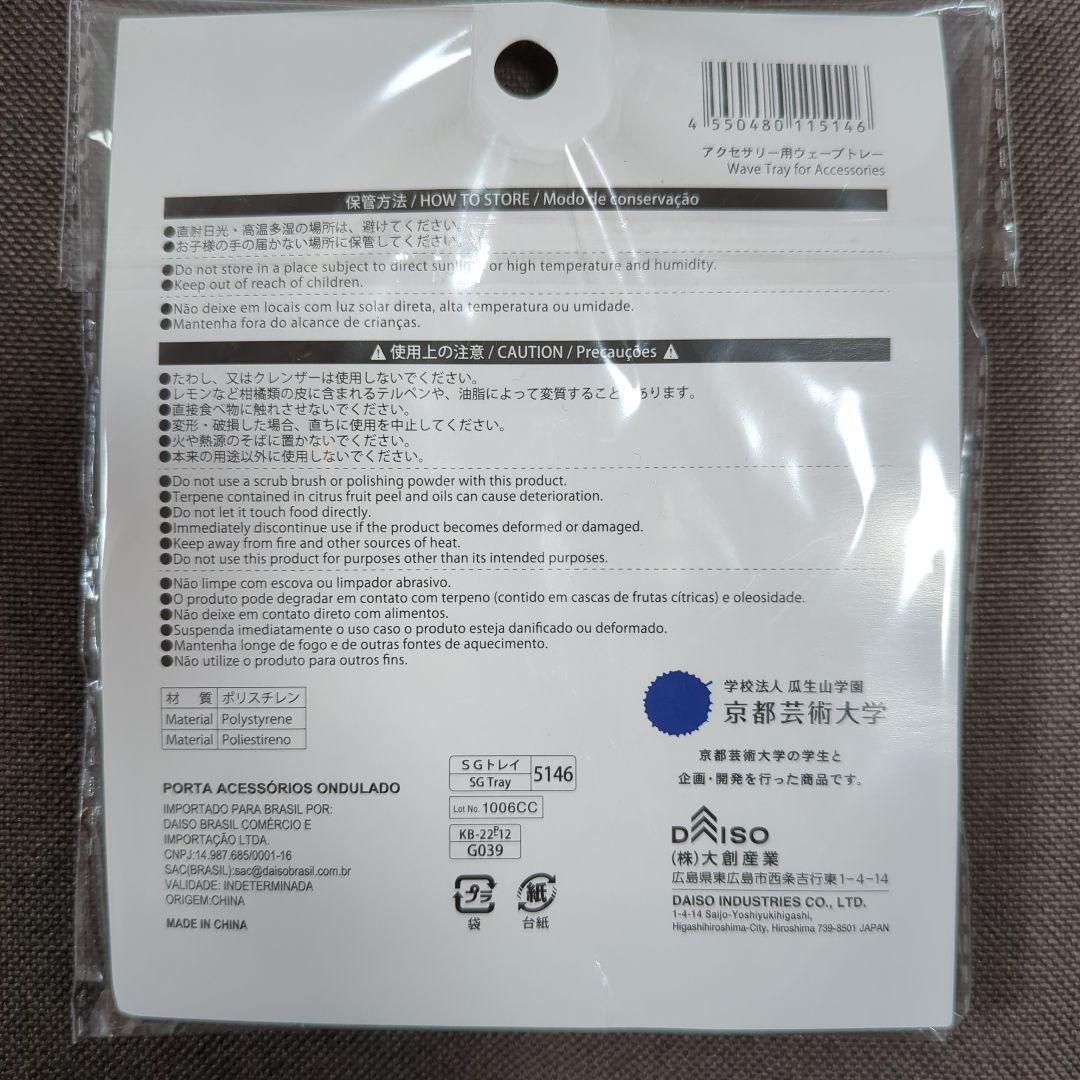 4 550480 115146
アクセサリー用ウェーブトレー
Wave Tray for Accessories
保管方法 / HOW TO STORE / Modo de conservação
●直射日光・高温多湿の場所は、避けてください。
●お子様の手の届かない場所に保管してください。
●Do not store in a place subject to direct sunlight or high temperature and humidity.
●Keep out of reach of children.
●Não deixe em locais com luz solar direta, alta temperatura ou umidade.
●Mantenha fora do alcance de crianças.
⚠ 使用上の注意 / CAUTION / Precauções ⚠
●たわし、又はクレンザーは使用しないでください。
●レモンなど柑橘類の皮に含まれるテルペンや、油脂によって変質することがあります。
●直接食べ物に触れさせないでください。
●変形・破損した場合、直ちに使用を中止してください。
●火や熱源のそばに置かないでください。
●本来の用途以外に使用しないでください。
●Do not use a scrub brush or polishing powder with this product.
●Terpene contained in citrus fruit peel and oils can cause deterioration.
●Do not let it touch food directly.
●Immediately discontinue use if the product becomes deformed or damaged.
●Keep away from fire and other sources of heat.
●Do not use this product for purposes other than its intended purposes.
●Não limpe com escova ou limpador abrasivo.
●O produto pode degradar em contato com terpeno (contido em cascas de frutas cítricas) e oleosidade.
●Não deixe em contato direto com alimentos.
●Suspenda imediatamente o uso caso o produto esteja danificado ou deformado.
●Mantenha longe de fogo e de outras fontes de aquecimento.
●Não utilize o produto para outros fins.
材 質 ポリスチレン
Material Polystyrene
Material Poliestireno
学校法人 瓜生山学園
京都芸術大学
京都芸術大学の学生と
企画・開発を行った商品です。
PORTA ACESSÓRIOS ONDULADO
IMPORTADO PARA BRASIL POR:
DAISO BRASIL COMÉRCIO E
IMPORTAÇÃO LTDA.
CNPJ:14.987.685/0001-16
SAC(BRASIL):sac@daisobrasil.com.br
VALIDADE: INDETERMINADA
ORIGEM:CHINA
MADE IN CHINA
SGトレイ
SG Tray
5146
Lot No. 1006CC
KB-22P12
G039
プラ
袋
紙
台紙
DAISO
(株)大創産業
広島県東広島市西条吉行東1-4-14
DAISO INDUSTRIES CO., LTD.
1-4-14 Saijo-Yoshiyukihigashi,
Higashihiroshima-City, Hiroshima 739-8501 JAPAN